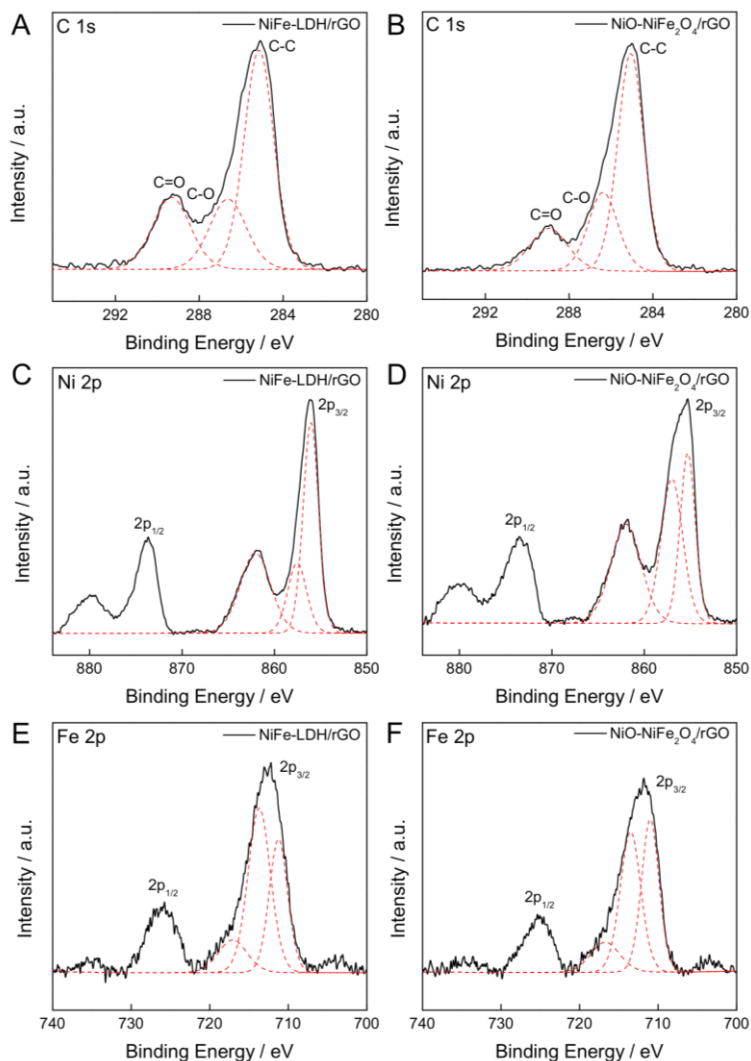 A
C 1s
NiFe-LDH/rGO
C-C
C=O
C-O
Intensity / a.u.
292 288 284 280
Binding Energy / eV
B
C 1s
NiO-NiFe₂O₄/rGO
C-C
C-O
C=O
Intensity / a.u.
292 288 284 280
Binding Energy / eV
C
Ni 2p
NiFe-LDH/rGO
2p₃/₂
2p₁/₂
Intensity / a.u.
880 870 860 850
Binding Energy / eV
D
Ni 2p
NiO-NiFe₂O₄/rGO
2p₃/₂
2p₁/₂
Intensity / a.u.
880 870 860 850
Binding Energy / eV
E
Fe 2p
NiFe-LDH/rGO
2p₃/₂
2p₁/₂
Intensity / a.u.
740 730 720 710 700
Binding Energy / eV
F
Fe 2p
NiO-NiFe₂O₄/rGO
2p₃/₂
2p₁/₂
Intensity / a.u.
740 730 720 710 700
Binding Energy / eV